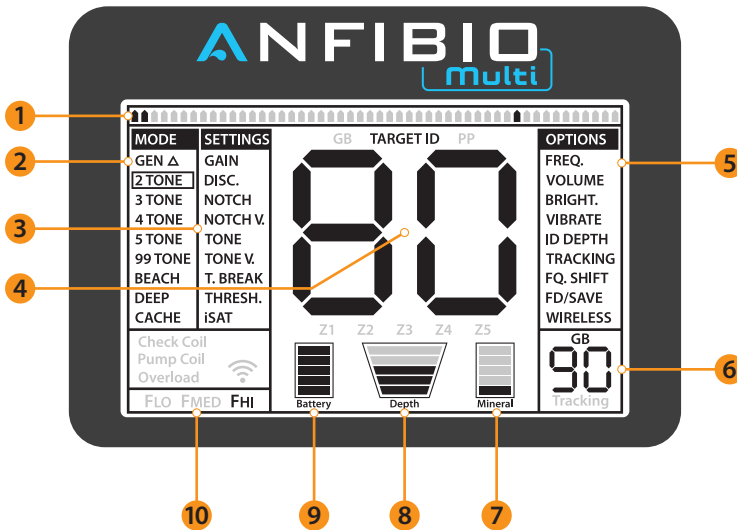 ANFIBIO
multi
1
MODE
GEN △
2 TONE
3 TONE
4 TONE
5 TONE
99 TONE
BEACH
DEEP
CACHE
2
SETTINGS
GAIN
DISC.
NOTCH
NOTCH V.
TONE
TONE V.
T. BREAK
THRESH.
iSAT
3
GB TARGET ID PP
80
4
OPTIONS
FREQ.
VOLUME
BRIGHT.
VIBRATE
ID DEPTH
TRACKING
FQ. SHIFT
FD/SAVE
WIRELESS
5
Check Coil
Pump Coil
Overload
Z1 Z2 Z3 Z4 Z5
Battery Depth Mineral
GB
90
Tracking
6
FLO FMED FHI
10 9 8 7